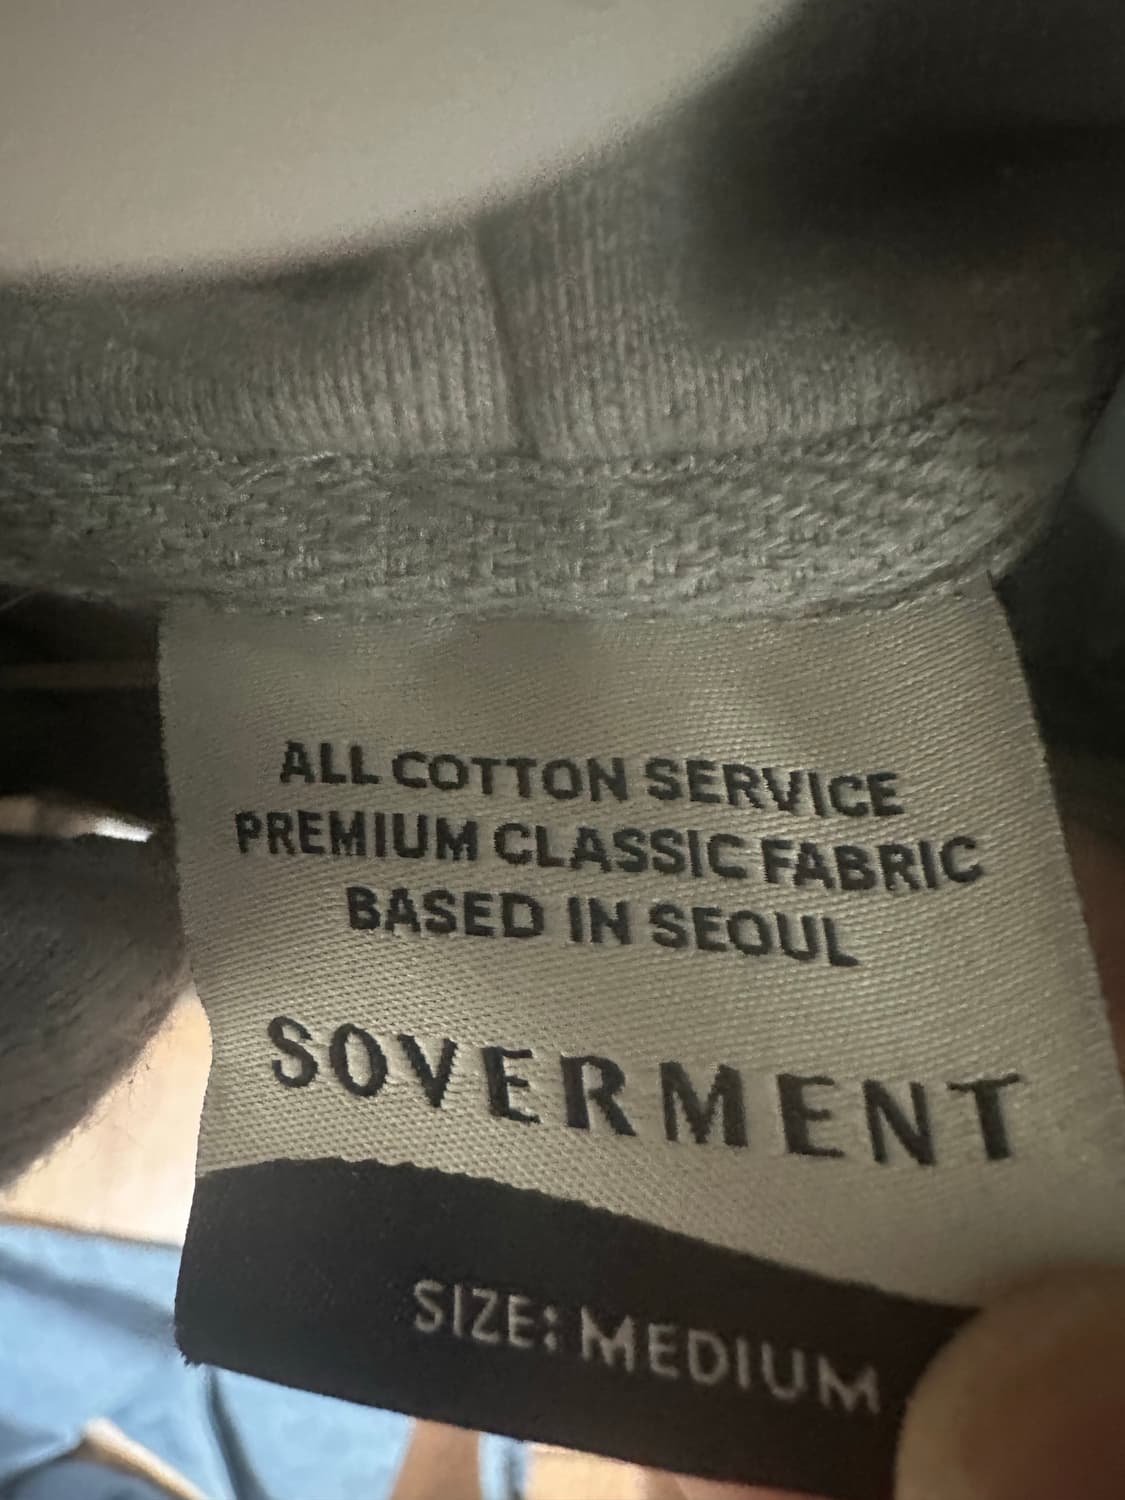 ALL COTTON SERVICE
PREMIUM CLASSIC FABRIC
BASED IN SEOUL
SOVERMENT
SIZE: MEDIUM